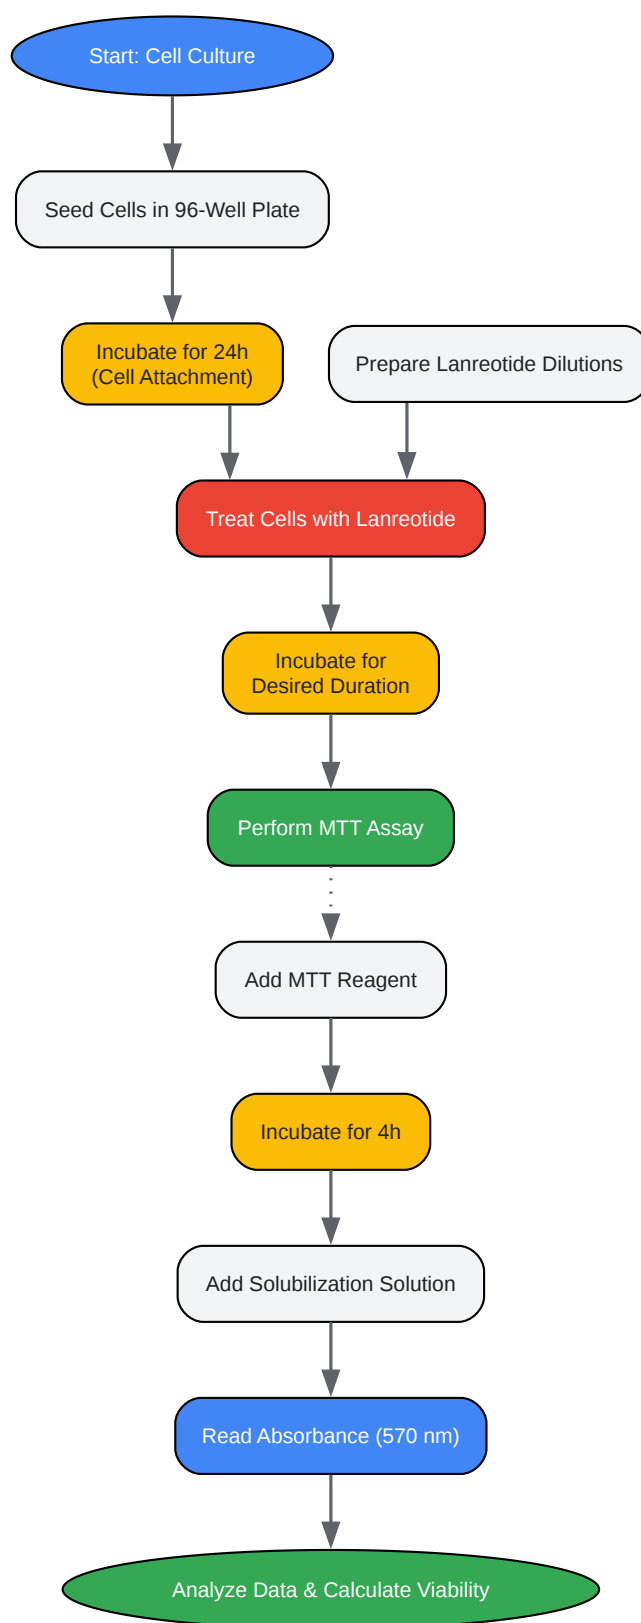 Start: Cell Culture
Seed Cells in 96-Well Plate
Incubate for 24h
(Cell Attachment)
Prepare Lanreotide Dilutions
Treat Cells with Lanreotide
Incubate for
Desired Duration
Perform MTT Assay
Add MTT Reagent
Incubate for 4h
Add Solubilization Solution
Read Absorbance (570 nm)
Analyze Data & Calculate Viability